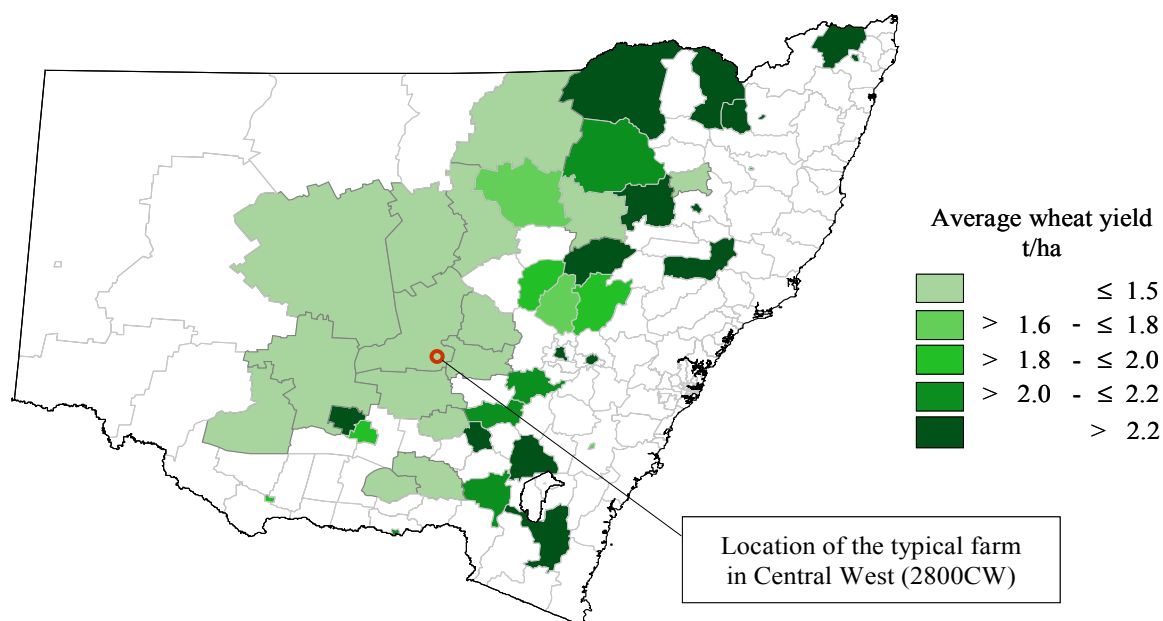 Average wheat yield
t/ha
≤ 1.5
> 1.6 - ≤ 1.8
> 1.8 - ≤ 2.0
> 2.0 - ≤ 2.2
> 2.2
Location of the typical farm
in Central West (2800CW)